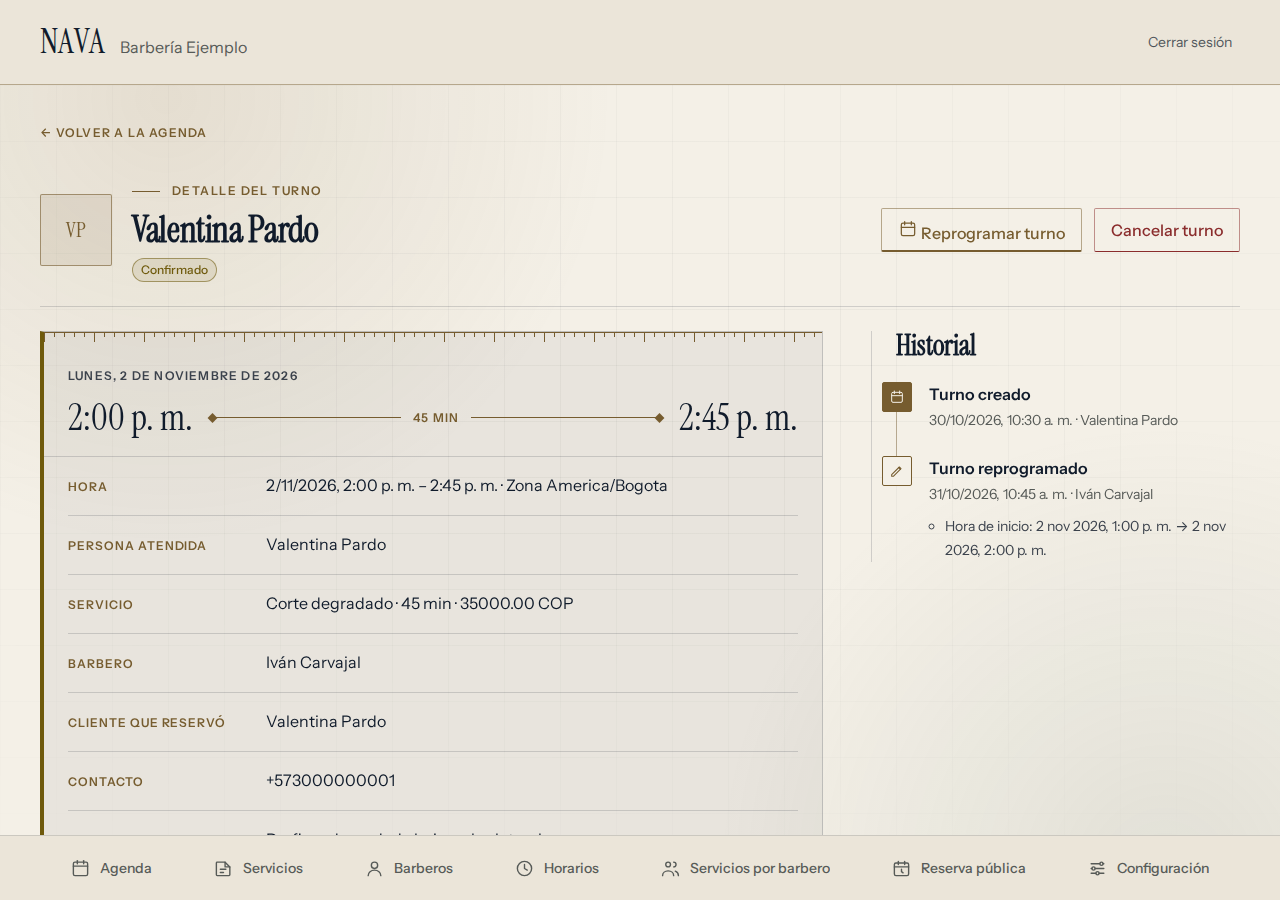 NAVA Barbería Ejemplo
Cerrar sesión
← VOLVER A LA AGENDA
VP
DETALLE DEL TURNO
Valentina Pardo
Confirmado
Reprogramar turno
Cancelar turno
LUNES, 2 DE NOVIEMBRE DE 2026
2:00 p. m. 45 MIN 2:45 p. m.
HORA 2/11/2026, 2:00 p. m. – 2:45 p. m. · Zona America/Bogota
PERSONA ATENDIDA Valentina Pardo
SERVICIO Corte degradado · 45 min · 35000.00 COP
BARBERO Iván Carvajal
CLIENTE QUE RESERVÓ Valentina Pardo
CONTACTO +573000000001
Historial
Turno creado
30/10/2026, 10:30 a. m. · Valentina Pardo
Turno reprogramado
31/10/2026, 10:45 a. m. · Iván Carvajal
Hora de inicio: 2 nov 2026, 1:00 p. m. → 2 nov
2026, 2:00 p. m.
Agenda
Servicios
Barberos
Horarios
Servicios por barbero
Reserva pública
Configuración